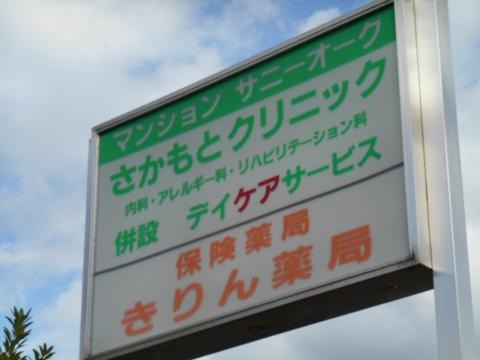 マンション サニーオーク
さかもとクリニック
内科・アレルギー科・リハビリテーション科
併設 デイケアサービス
保険薬局
きりん薬局